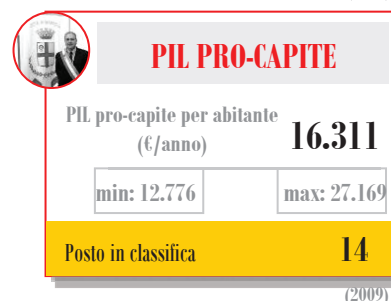 PIL PRO-CAPITE
PIL pro-capite per abitante
(€/anno)
16.311
min: 12.776
max: 27.169
Posto in classifica
14
(2009)